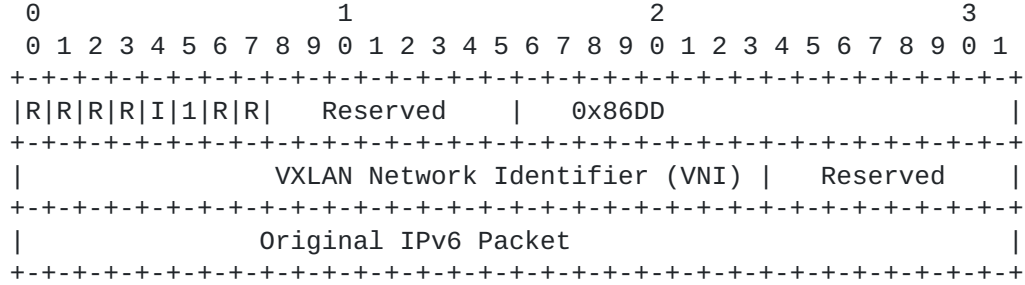 0                   1                   2                   3
 0 1 2 3 4 5 6 7 8 9 0 1 2 3 4 5 6 7 8 9 0 1 2 3 4 5 6 7 8 9 0 1
+-+-+-+-+-+-+-+-+-+-+-+-+-+-+-+-+-+-+-+-+-+-+-+-+-+-+-+-+-+-+-+-+
|R|R|R|R|I|1|R|R|   Reserved    |   0x86DD                      |
+-+-+-+-+-+-+-+-+-+-+-+-+-+-+-+-+-+-+-+-+-+-+-+-+-+-+-+-+-+-+-+-+
|                VXLAN Network Identifier (VNI) |   Reserved    |
+-+-+-+-+-+-+-+-+-+-+-+-+-+-+-+-+-+-+-+-+-+-+-+-+-+-+-+-+-+-+-+-+
|               Original IPv6 Packet                            |
+-+-+-+-+-+-+-+-+-+-+-+-+-+-+-+-+-+-+-+-+-+-+-+-+-+-+-+-+-+-+-+-+